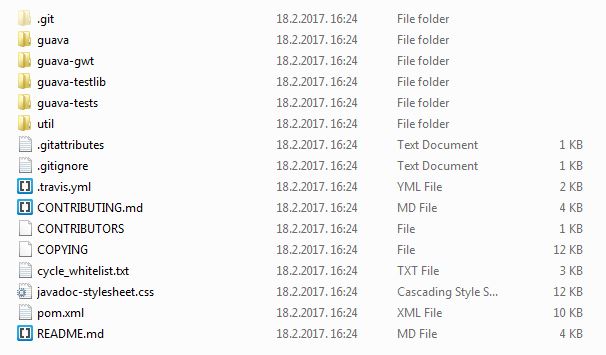 .git 18.2.2017. 16:24 File folder
guava 18.2.2017. 16:24 File folder
guava-gwt 18.2.2017. 16:24 File folder
guava-testlib 18.2.2017. 16:24 File folder
guava-tests 18.2.2017. 16:24 File folder
util 18.2.2017. 16:24 File folder
.gitattributes 18.2.2017. 16:24 Text Document 1 KB
.gitignore 18.2.2017. 16:24 Text Document 1 KB
.travis.yml 18.2.2017. 16:24 YML File 2 KB
CONTRIBUTING.md 18.2.2017. 16:24 MD File 4 KB
CONTRIBUTORS 18.2.2017. 16:24 File 1 KB
COPYING 18.2.2017. 16:24 File 12 KB
cycle_whitelist.txt 18.2.2017. 16:24 TXT File 3 KB
javadoc-stylesheet.css 18.2.2017. 16:24 Cascading Style S... 12 KB
pom.xml 18.2.2017. 16:24 XML File 10 KB
README.md 18.2.2017. 16:24 MD File 4 KB